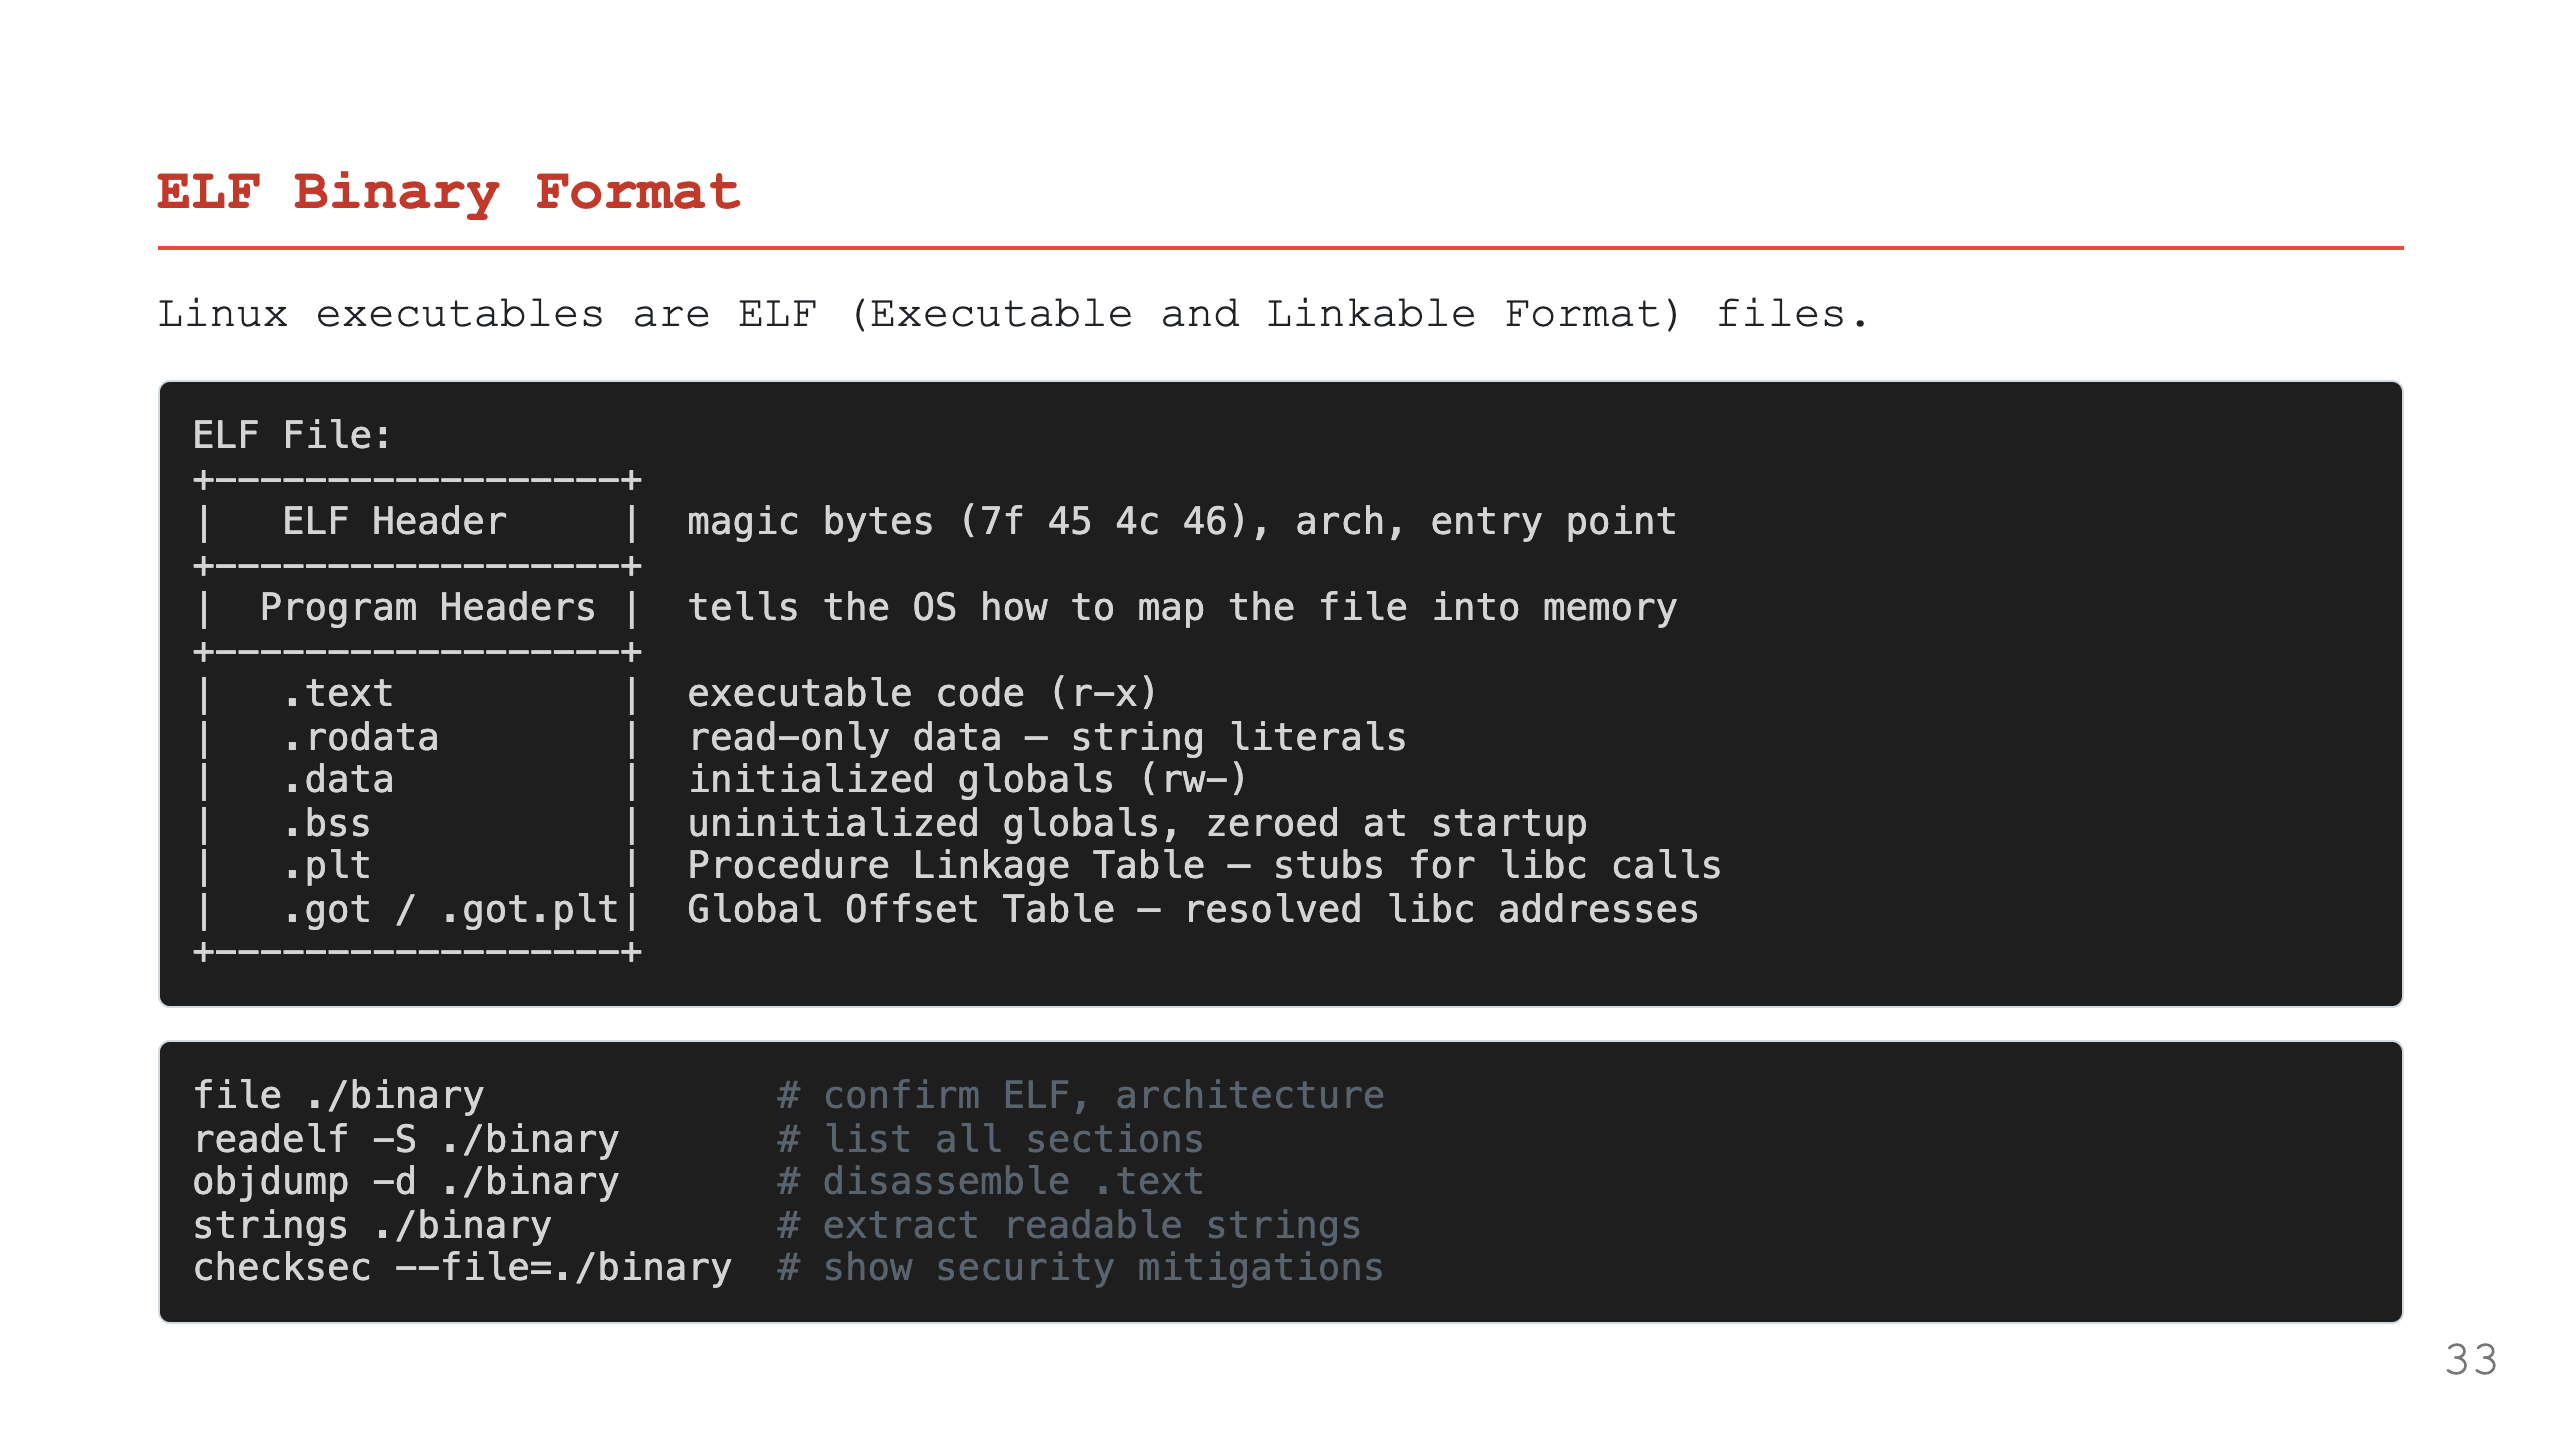 ELF Binary Format
Linux executables are ELF (Executable and Linkable Format) files.
ELF File:
+------------------+
|   ELF Header     |  magic bytes (7f 45 4c 46), arch, entry point
+------------------+
|  Program Headers |  tells the OS how to map the file into memory
+------------------+
|   .text          |  executable code (r-x)
|   .rodata        |  read-only data — string literals
|   .data          |  initialized globals (rw-)
|   .bss           |  uninitialized globals, zeroed at startup
|   .plt           |  Procedure Linkage Table — stubs for libc calls
|   .got / .got.plt|  Global Offset Table — resolved libc addresses
+------------------+
file ./binary             # confirm ELF, architecture
readelf -S ./binary       # list all sections
objdump -d ./binary       # disassemble .text
strings ./binary          # extract readable strings
checksec --file=./binary  # show security mitigations
33